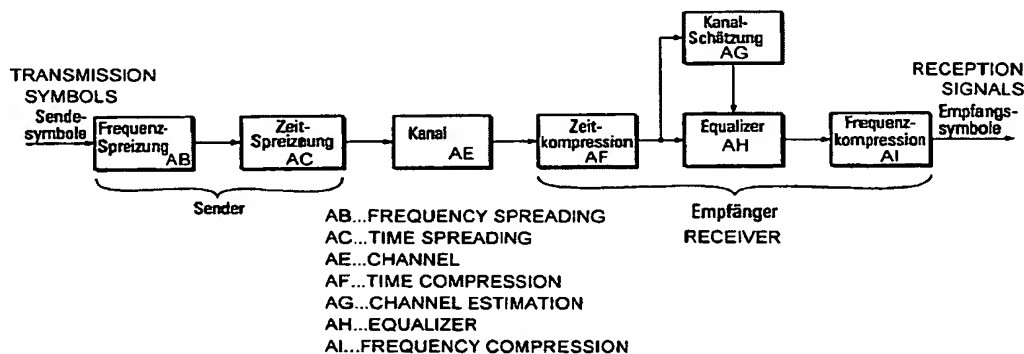 Kanal-
Schätzung
AG
TRANSMISSION
SYMBOLS
Sende-
symbole
Frequenz-
Spreizung
AB
Zeit-
Spreizeung
AC
Kanal
AE
Zeit-
kompression
AF
Equalizer
AH
Frequenz-
kompression
AI
RECEPTION
SIGNALS
Empfangs-
symbole
Sender
Empfänger
RECEIVER
AB...FREQUENCY SPREADING
AC...TIME SPREADING
AE...CHANNEL
AF...TIME COMPRESSION
AG...CHANNEL ESTIMATION
AH...EQUALIZER
AI...FREQUENCY COMPRESSION